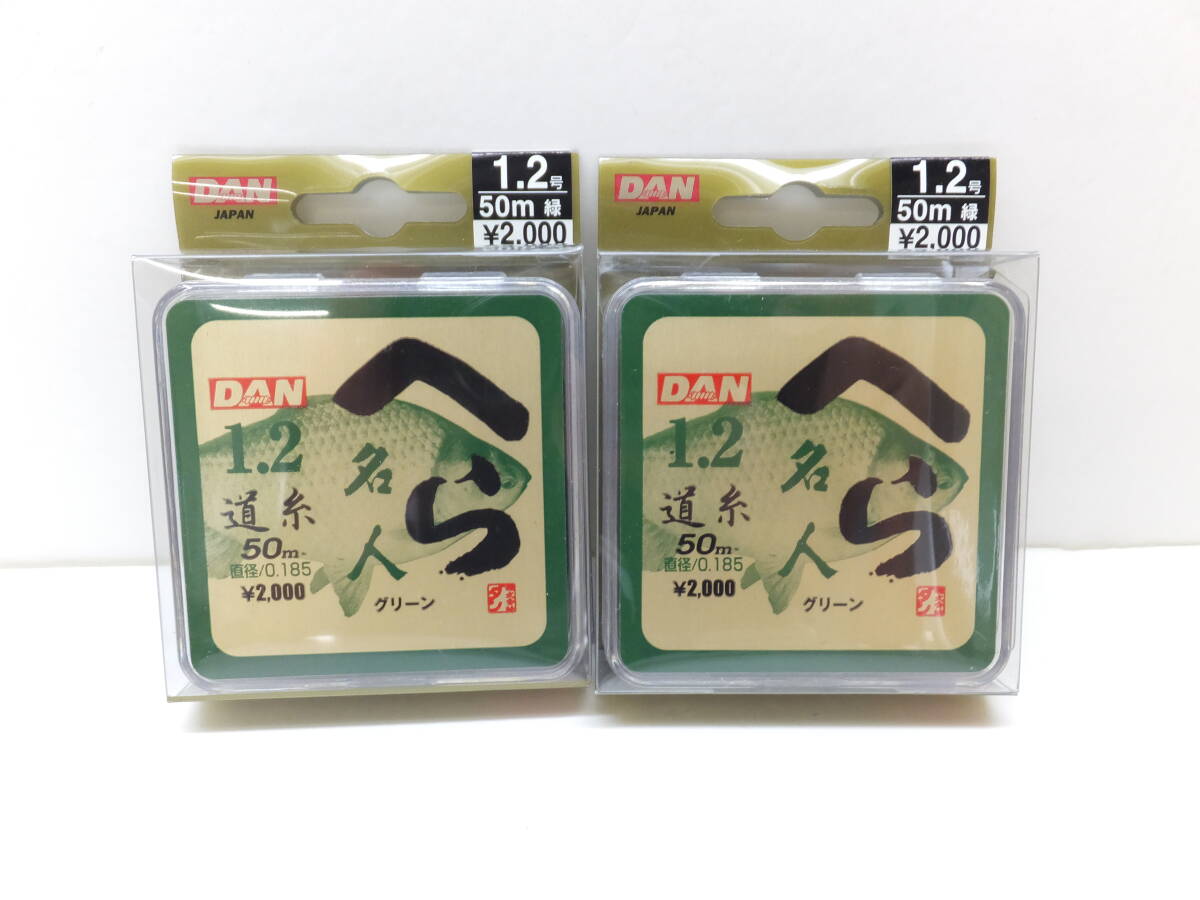 DAN
JAPAN
1.2号
50m 緑
¥2,000
DAN
1.2
道糸
50m
直径/0.185
¥2,000
へら
名人
グリーン
DAN
JAPAN
1.2号
50m 緑
¥2,000
DAN
1.2
道糸
50m
直径/0.185
¥2,000
へら
名人
グリーン